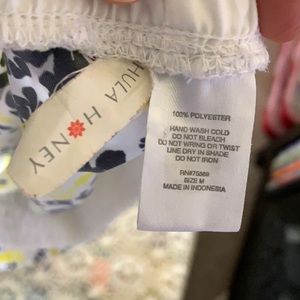 HULA HONEY
100% POLYESTER
HAND WASH COLD
DO NOT BLEACH
DO NOT WRING OR TWIST
LINE DRY IN SHADE
DO NOT IRON
RN#75869
SIZE M
MADE IN INDONESIA